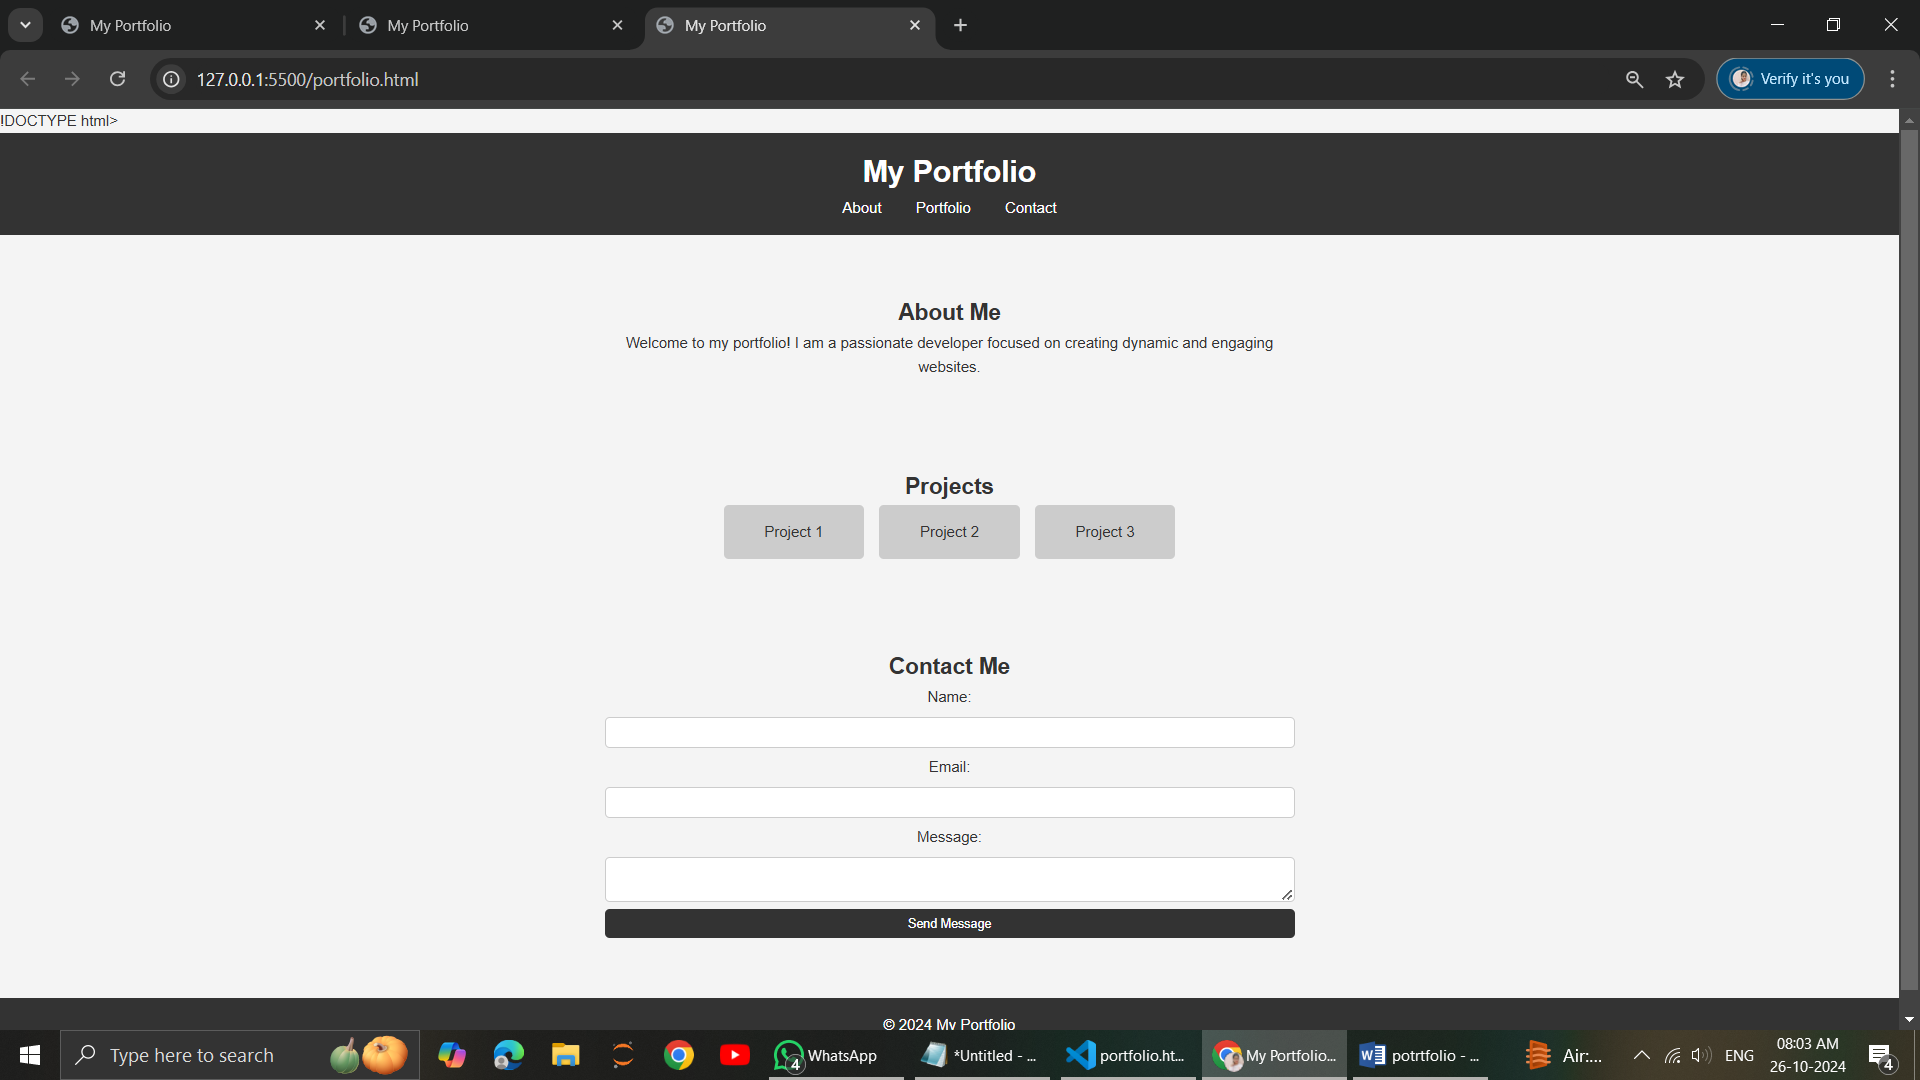 My Portfolio
My Portfolio
My Portfolio
127.0.0.1:5500/portfolio.html
Verify it's you
!DOCTYPE html>
My Portfolio
About Portfolio Contact
About Me
Welcome to my portfolio! I am a passionate developer focused on creating dynamic and engaging
websites.
Projects
Project 1 Project 2 Project 3
Contact Me
Name:
Email:
Message:
Send Message
© 2024 My Portfolio
Type here to search
4 WhatsApp
*Untitled - ...
portfolio.ht...
My Portfolio...
potrtfolio - ...
Air:...
ENG
08:03 AM
26-10-2024
4